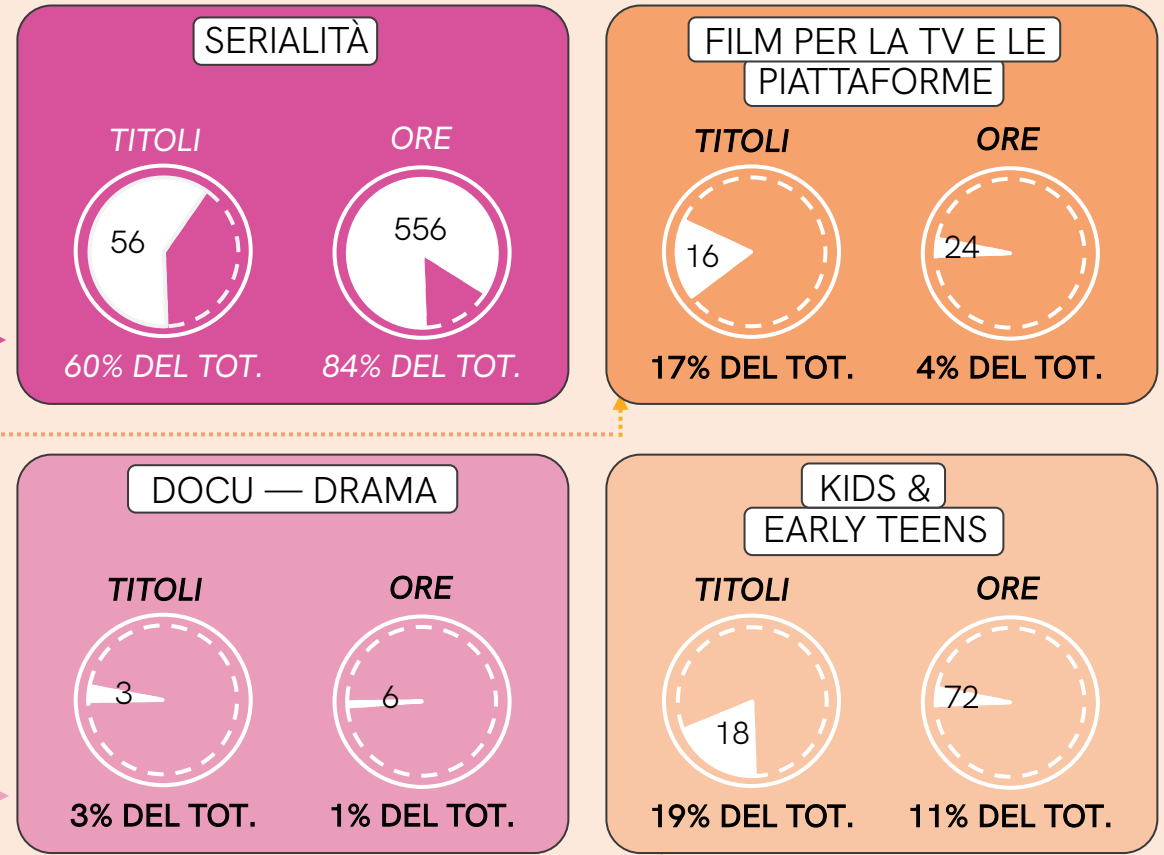 SERIALITÀ
TITOLI
ORE
56
556
60% DEL TOT.
84% DEL TOT.
FILM PER LA TV E LE
PIATTAFORME
TITOLI
ORE
16
24
17% DEL TOT.
4% DEL TOT.
DOCU — DRAMA
TITOLI
ORE
3
6
3% DEL TOT.
1% DEL TOT.
KIDS &
EARLY TEENS
TITOLI
ORE
18
72
19% DEL TOT.
11% DEL TOT.